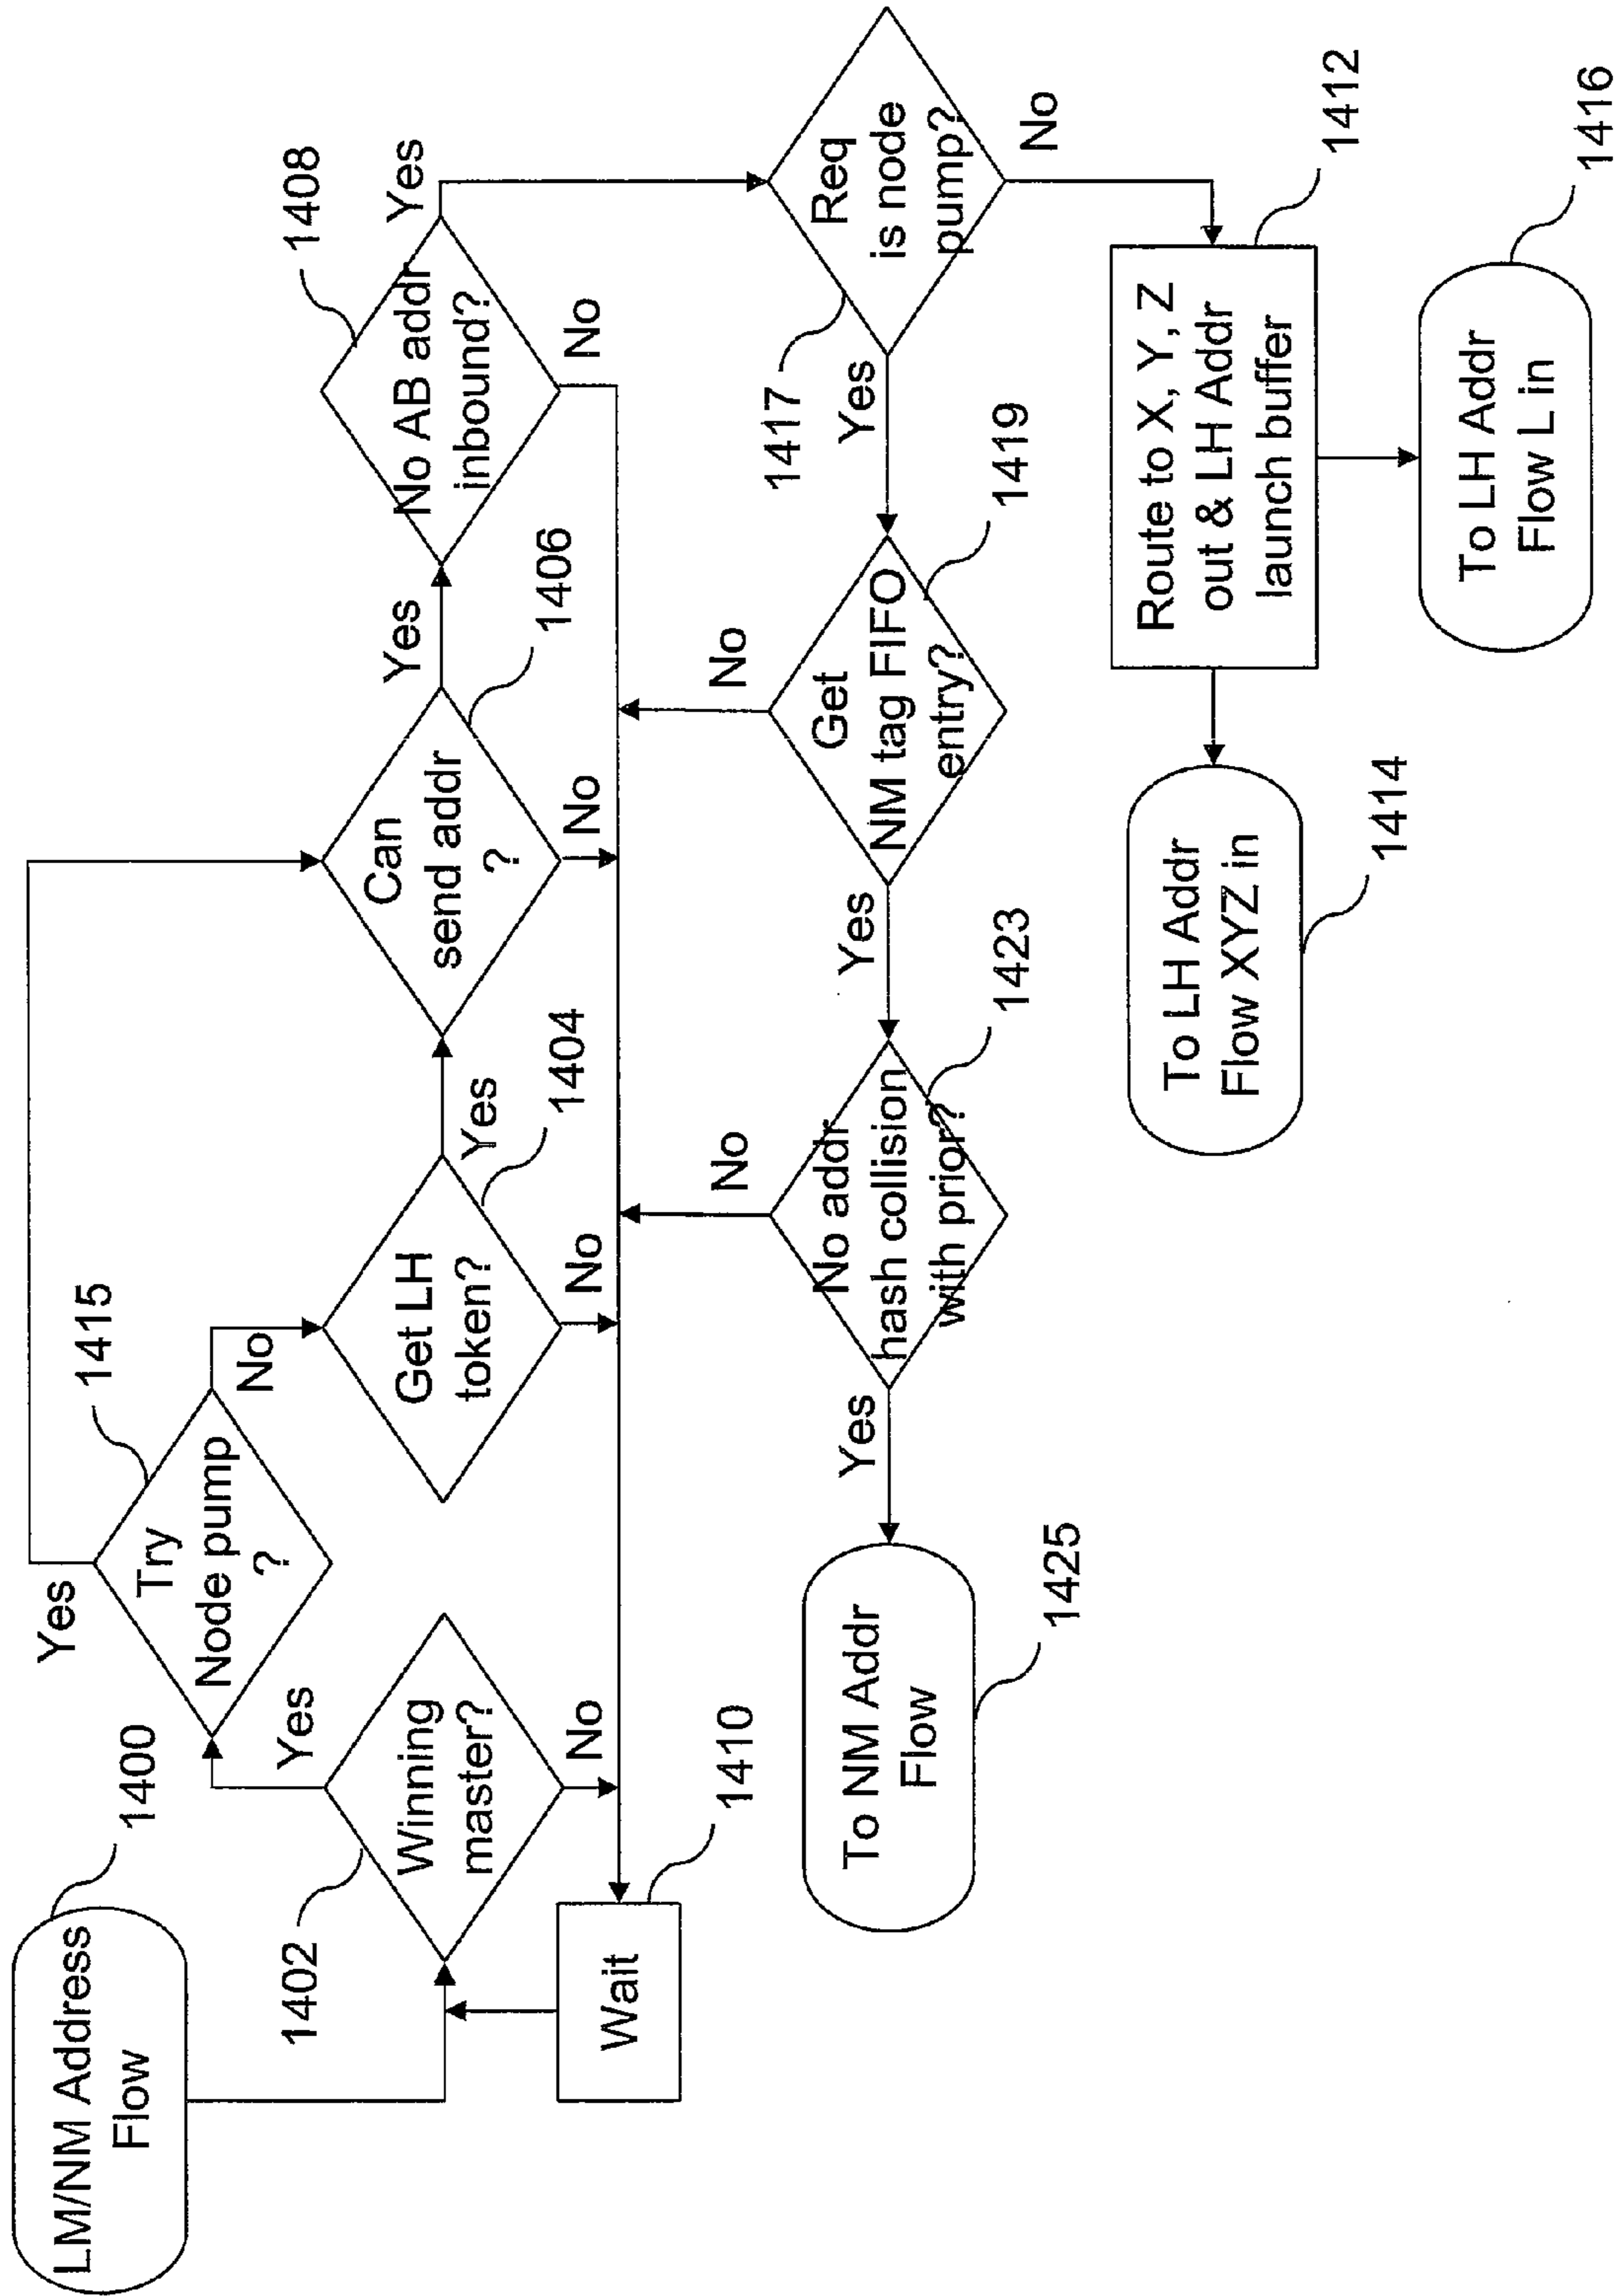 LM/NM Address
Flow
1400
1402
Winning
master?
Yes
No
Wait
1410
Try
Node pump
?
1415
Yes
No
Get LH
token?
1404
Yes
No
Can
send addr
?
1406
Yes
No
No AB addr
inbound?
1408
Yes
No
Req
is node
pump?
1417
Yes
No
Get
NM tag FIFO
entry?
1419
Yes
No
No addr
hash collision
with prior?
1423
Yes
No
To NM Addr
Flow
1425
Route to X, Y, Z
out & LH Addr
launch buffer
1412
To LH Addr
Flow XYZ in
1414
To LH Addr
Flow L in
1416